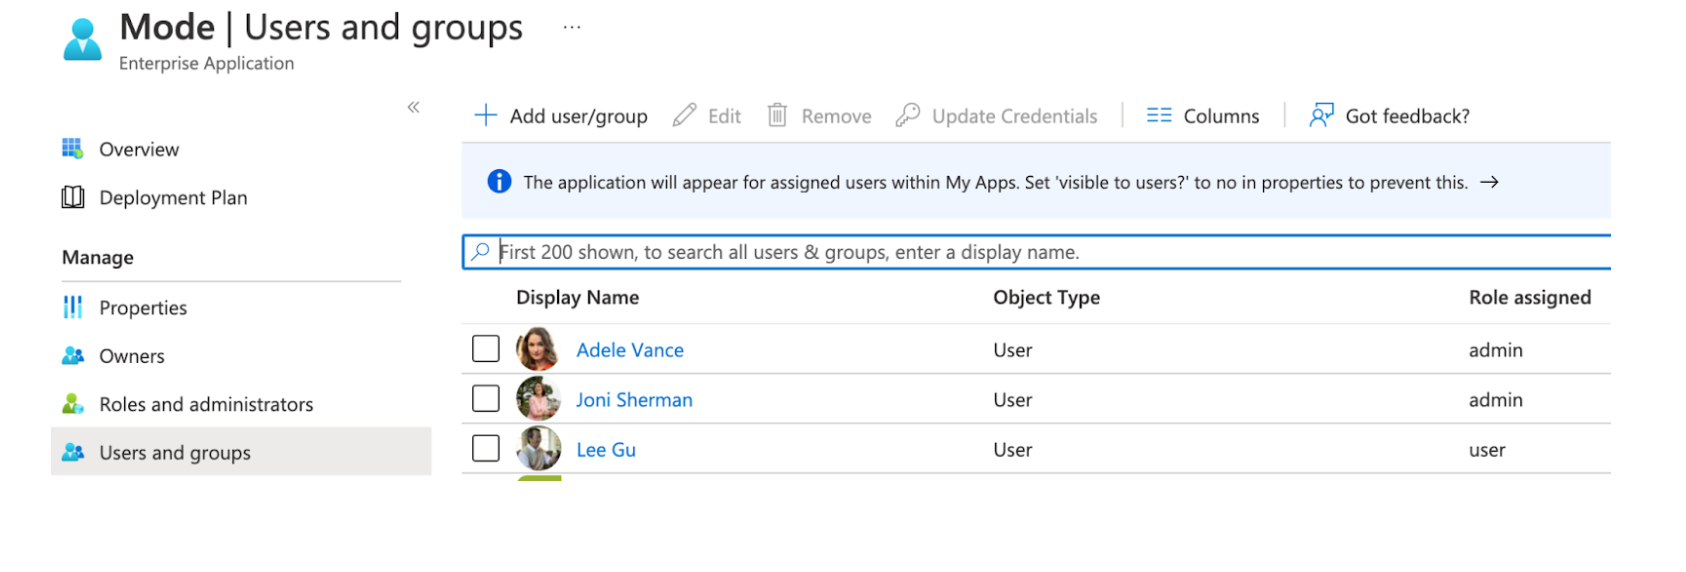 Mode | Users and groups ...
Enterprise Application
«
Overview
Deployment Plan
Manage
Properties
Owners
Roles and administrators
Users and groups
+ Add user/group Edit Remove Update Credentials | Columns | Got feedback?
The application will appear for assigned users within My Apps. Set 'visible to users?' to no in properties to prevent this. →
First 200 shown, to search all users & groups, enter a display name.
Display Name Object Type Role assigned
Adele Vance User admin
Joni Sherman User admin
Lee Gu User user